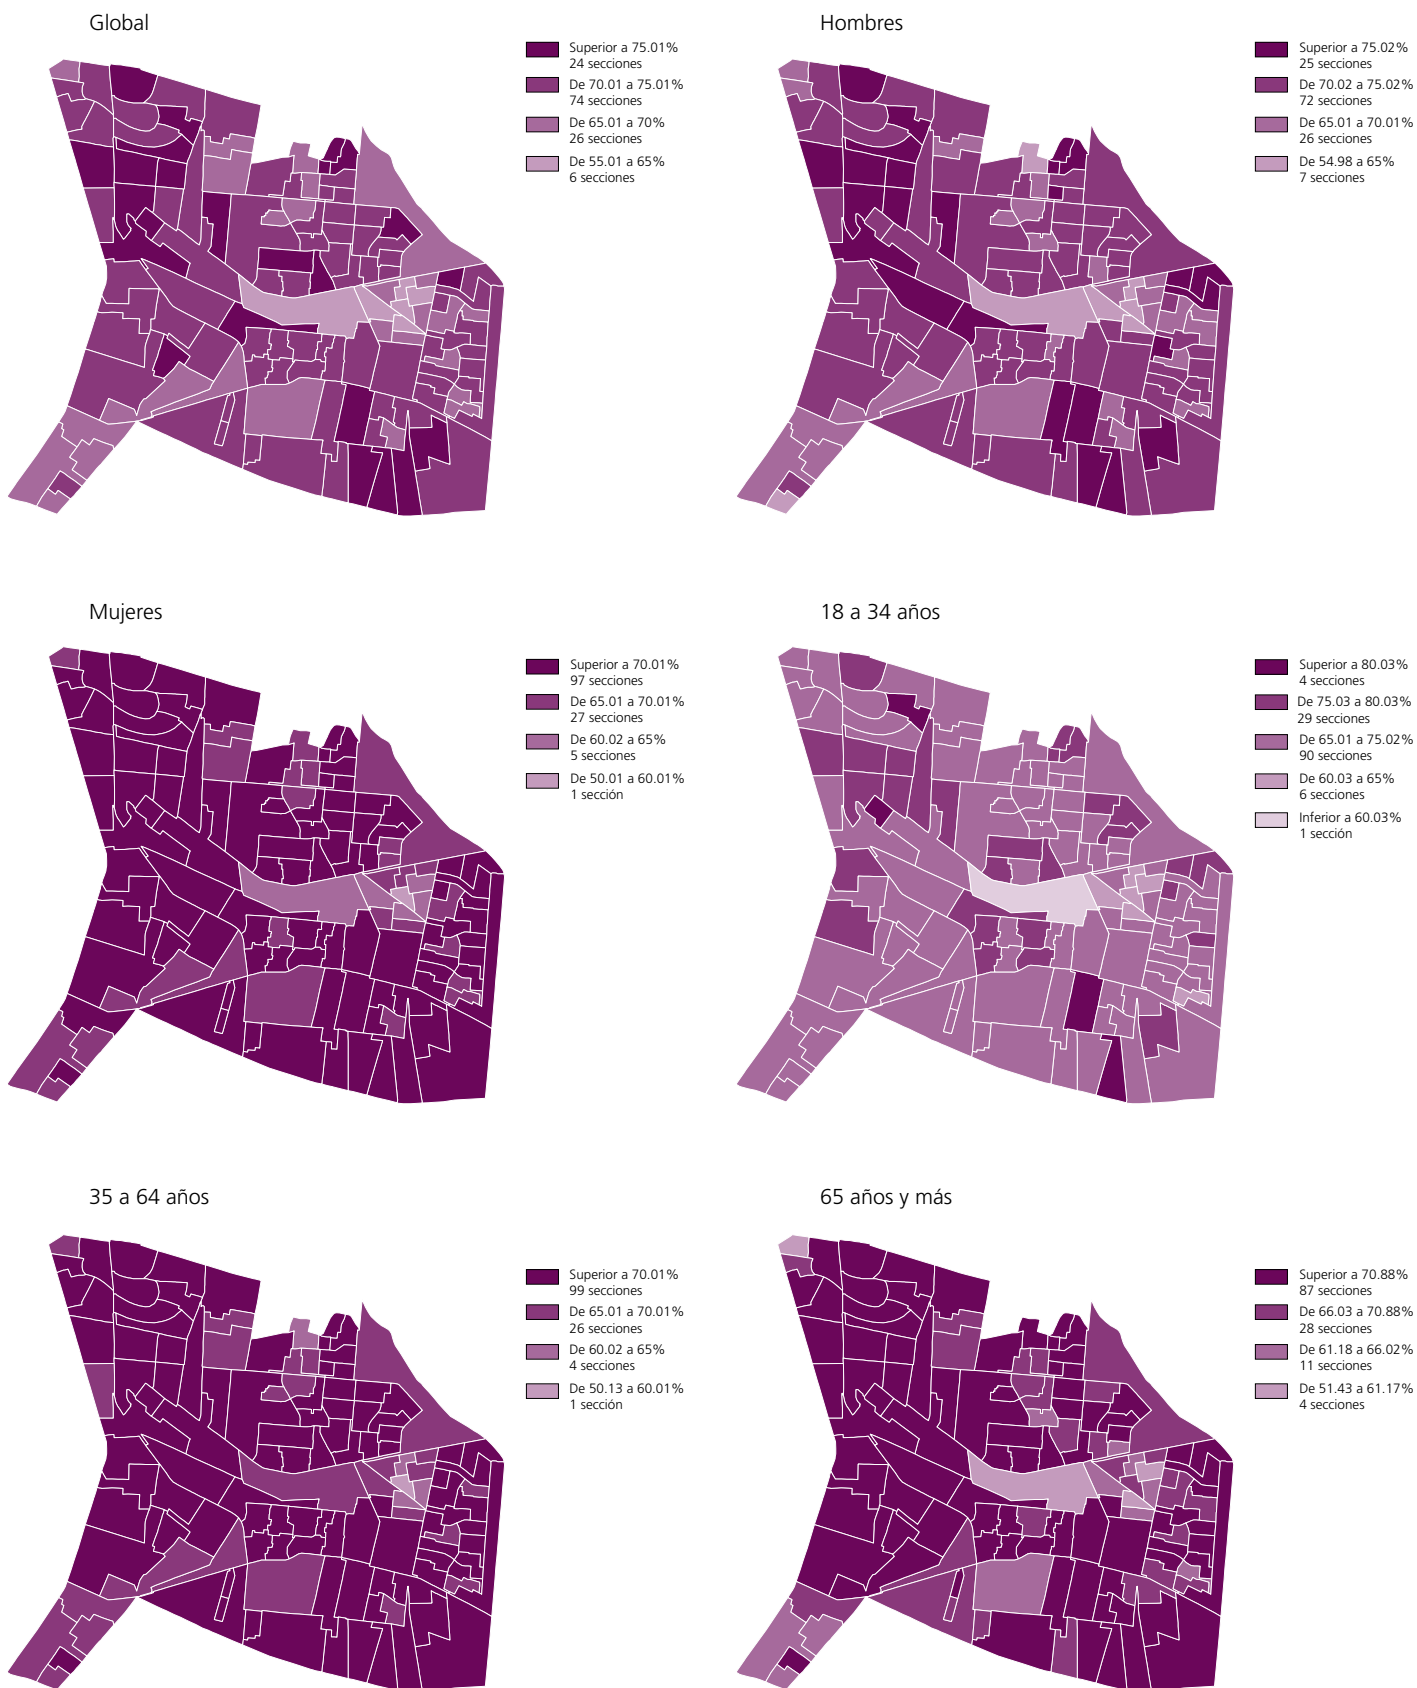 Global
Superior a 75.01%
24 secciones
De 70.01 a 75.01%
74 secciones
De 65.01 a 70%
26 secciones
De 55.01 a 65%
6 secciones
Hombres
Superior a 75.02%
25 secciones
De 70.02 a 75.02%
72 secciones
De 65.01 a 70.01%
26 secciones
De 54.98 a 65%
7 secciones
Mujeres
Superior a 70.01%
97 secciones
De 65.01 a 70.01%
27 secciones
De 60.02 a 65%
5 secciones
De 50.01 a 60.01%
1 sección
18 a 34 años
Superior a 80.03%
4 secciones
De 75.03 a 80.03%
29 secciones
De 65.01 a 75.02%
90 secciones
De 60.03 a 65%
6 secciones
Inferior a 60.03%
1 sección
35 a 64 años
Superior a 70.01%
99 secciones
De 65.01 a 70.01%
26 secciones
De 60.02 a 65%
4 secciones
De 50.13 a 60.01%
1 sección
65 años y más
Superior a 70.88%
87 secciones
De 66.03 a 70.88%
28 secciones
De 61.18 a 66.02%
11 secciones
De 51.43 a 61.17%
4 secciones